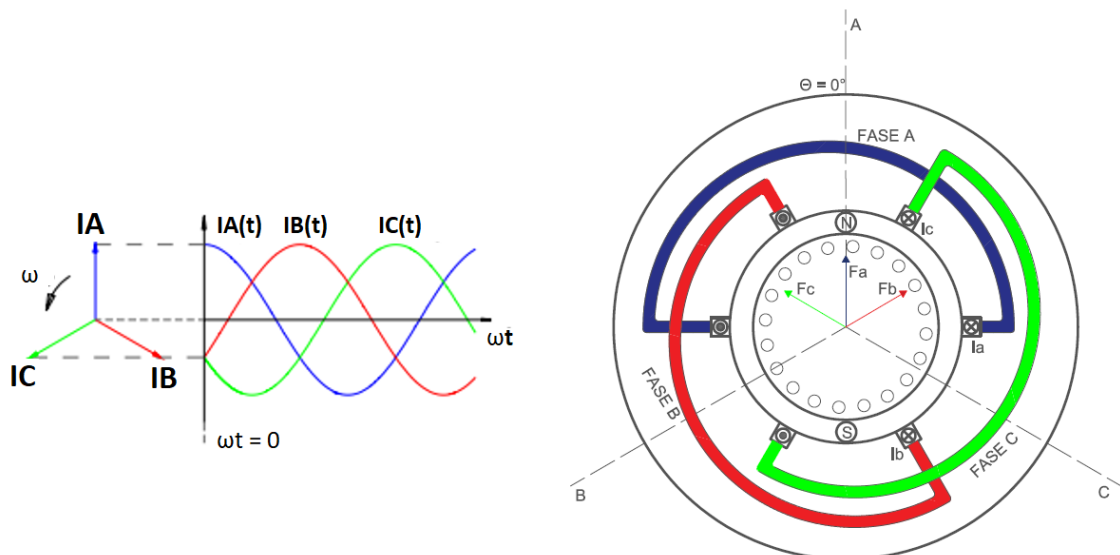 IA
IA(t)
IB(t)
IC(t)
ω
ωt
IC
IB
ωt = 0
A
Θ = 0°
FASE A
N
Ic
Fa
Fc
Fb
Ia
FASE B
S
Ib
FASE C
B
C